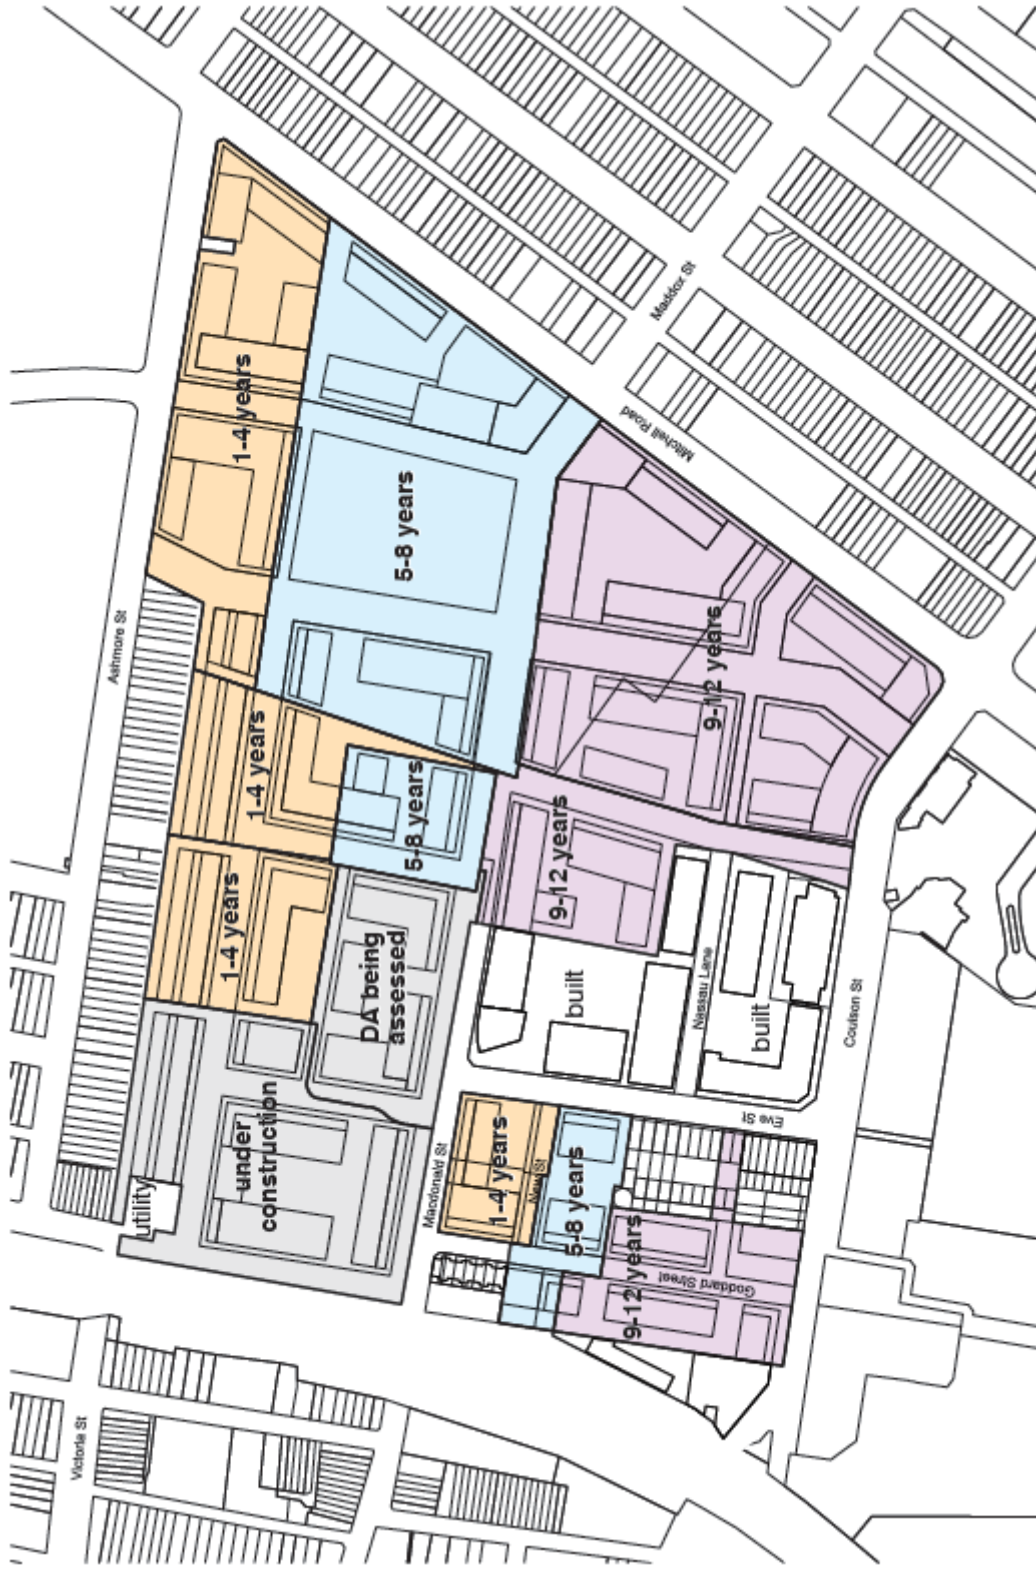 Ashmore St
1-4 years
5-8 years
Maddox St
Mitchell Road
1-4 years
5-8 years
9-12 years
1-4 years
9-12 years
DA being
assessed
built
Nassau Lane
built
Coulson St
under
construction
utility
Macdonald St
1-4 years
New St
5-8 years
Eve St
9-12 years
Goddard Street
Victoria St